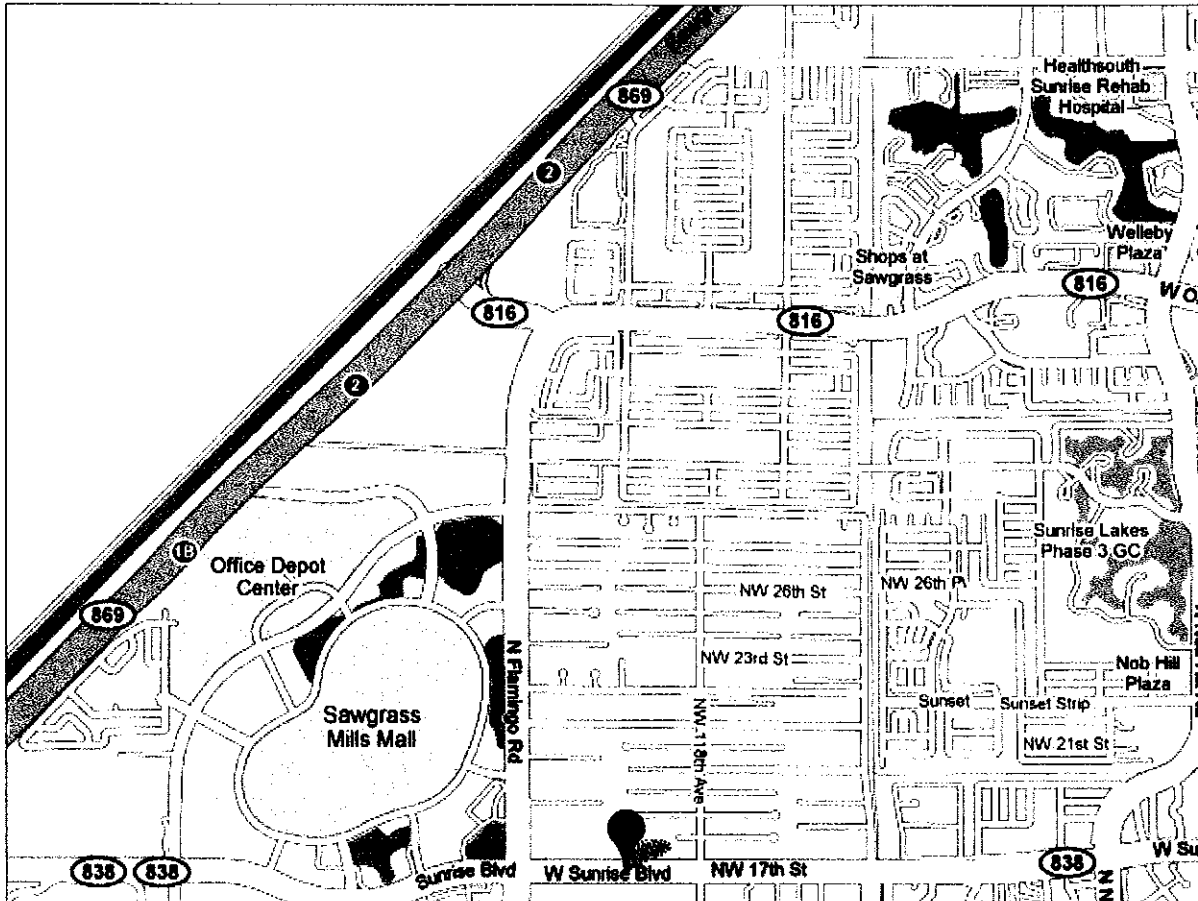 Healthsouth
Sunrise Rehab
Hospital
869
2
Welleby
Plaza
Shops at
Sawgrass
816
816
816
W O
2
Sunrise Lakes
Phase 3 GC
1B
Office Depot
Center
NW 26th St
NW 26th Pl
869
N Flamingo Rd
NW 23rd St
Nob Hill
Plaza
Sawgrass
Mills Mall
Sunset
Sunset Strip
NW 118th Ave
NW 21st St
838
838
Sunrise Blvd
W Sunrise Blvd
NW 17th St
838
W Su
N N